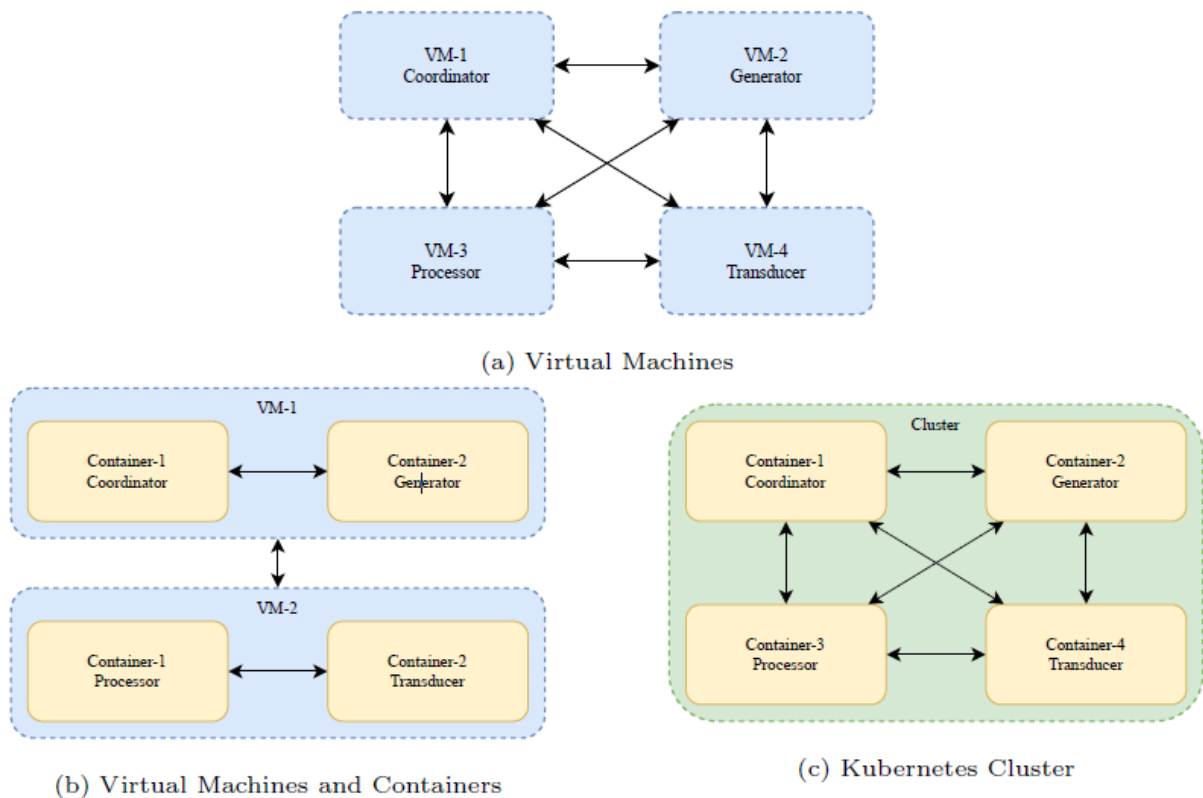 VM-1
Coordinator
VM-2
Generator
VM-3
Processor
VM-4
Transducer
(a) Virtual Machines
VM-1
Container-1
Coordinator
Container-2
Generator
VM-2
Container-1
Processor
Container-2
Transducer
(b) Virtual Machines and Containers
Cluster
Container-1
Coordinator
Container-2
Generator
Container-3
Processor
Container-4
Transducer
(c) Kubernetes Cluster